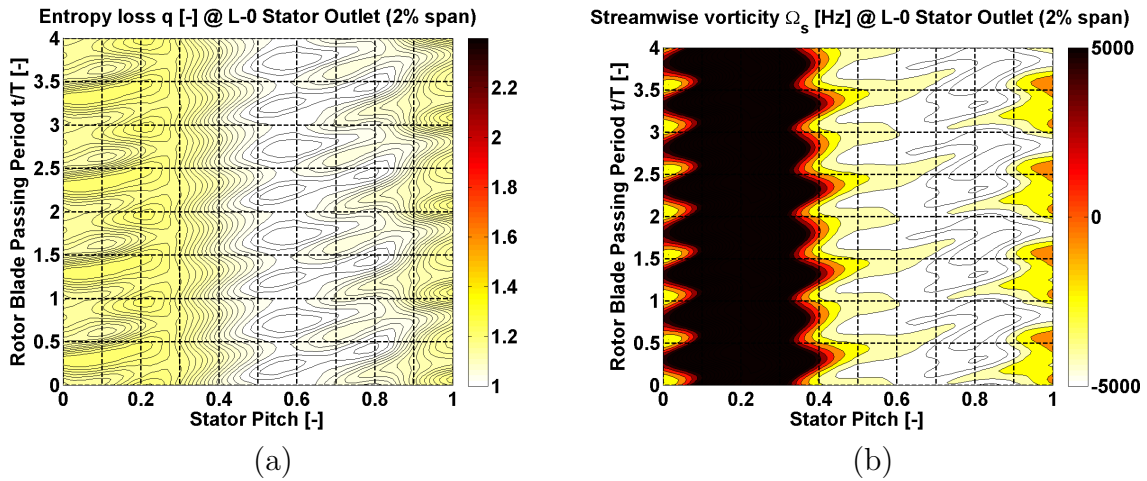 Entropy loss q [-] @ L-0 Stator Outlet (2% span)
Rotor Blade Passing Period t/T [-]
4
3.5
3
2.5
2
1.5
1
0.5
0
0 0.2 0.4 0.6 0.8 1
Stator Pitch [-]
2.2
2
1.8
1.6
1.4
1.2
1
(a)
Streamwise vorticity Ωs [Hz] @ L-0 Stator Outlet (2% span)
Rotor Blade Passing Period t/T [-]
4
3.5
3
2.5
2
1.5
1
0.5
0
0 0.2 0.4 0.6 0.8 1
Stator Pitch [-]
5000
0
-5000
(b)